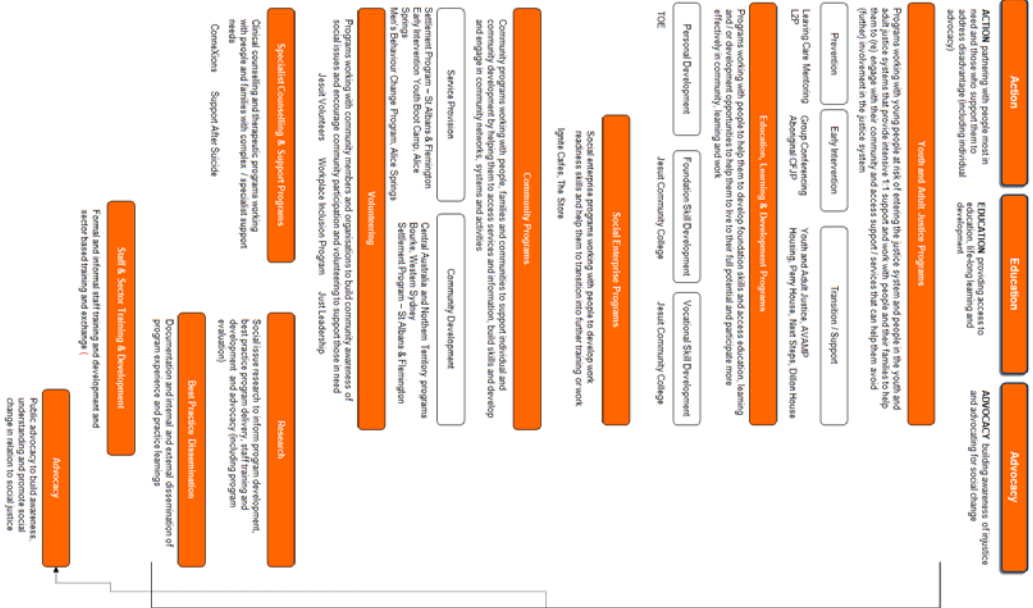 Action
ACTION partnering with people most in
need and those who support them to
address disadvantage (including individual
advocacy)
Education
EDUCATION providing access to
education, life-long learning and
development
Advocacy
ADVOCACY building awareness of injustice
and advocating for social change
Youth and Adult Justice Programs
Programs working with young people at risk of entering the justice system and people in the youth and
adult justice systems that provide intensive 1:1 support and work with people and their families to help
them to (re) engage with their community and access support / services that can help them avoid
(further) involvement in the justice system
Prevention
Early Intervention
Transition / Support
Leaving Care Mentoring
L2P
Group Conferencing
Aboriginal CFJP
Youth and Adult Justice, AVAMP
Housing, Perry House, Next Steps, Dillon House
Education, Learning & Development Programs
Programs working with people to help them to develop foundation skills and access education, learning
and / or development opportunities to help them to live to their full potential and participate more
effectively in community, learning and work
Personal Development
Foundation Skill Development
Vocational Skill Development
TOE
Jesuit Community College
Jesuit Community College
Social Enterprise Programs
Social enterprise programs working with people to develop work
readiness skills and help them to transition into further training or work
Ignite Cafes, The Store
Community Programs
Community programs working with people, families and communities to support individual and
community development by helping them to access services and information, build skills and develop
and engage in community networks, systems and activities
Service Provision
Community Development
Settlement Program – St Albans & Flemington
Early Intervention Youth Boot Camp, Alice
Springs
Men's Behaviour Change Program, Alice Springs
Central Australia and Northern Territory programs
Bourke, Western Sydney
Settlement Program – St Albans & Flemington
Volunteering
Programs working with community members and organisations to build community awareness of
social issues and encourage community participation and volunteering to support those in need
Jesuit Volunteers Workplace Inclusion Program Just Leadership
Specialist Counselling & Support Programs
Clinical counselling and therapeutic programs working
with people and families with complex / specialist support
needs
ConneXions Support After Suicide
Research
Social issue research to inform program development,
best practice program delivery, staff training and
development and advocacy (including program
evaluation)
Best Practice Dissemination
Documentation and internal and external dissemination of
program experience and practice learnings
Staff & Sector Training & Development
Formal and informal staff training and development and
sector based training and exchange (
Advocacy
Public advocacy to build awareness,
understanding and promote social
change in relation to social justice